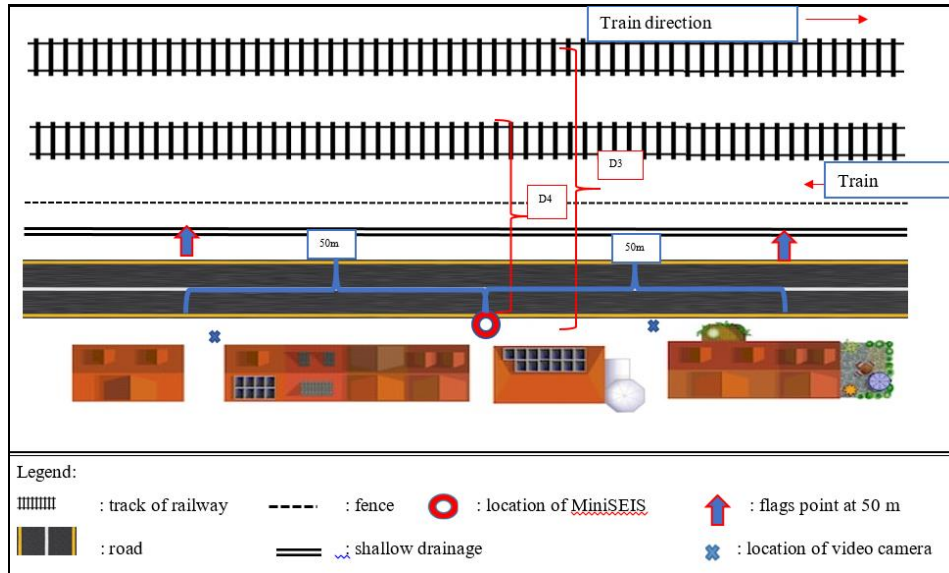 Train direction
D3
Train
D4
50m
50m
Legend:
: track of railway
: fence
: location of MiniSEIS
: flags point at 50 m
: road
: shallow drainage
: location of video camera